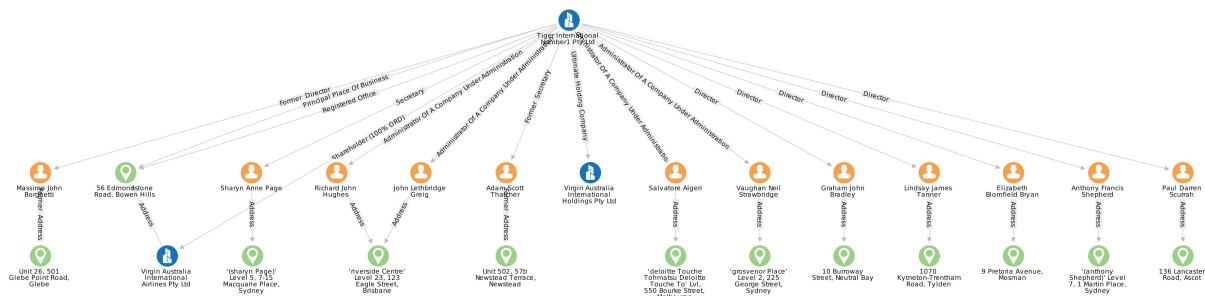 Tiger International
Number1 Pty Ltd
Former Director
Principal Place Of Business
Registered Office
Secretary
Shareholder (100% ORD)
Administrator Of A Company Under Administration
Administrator Of A Company Under Administration
Former Secretary
Ultimate Holding Company
Administrator Of A Company Under Administration
Administrator Of A Company Under Administration
Director
Director
Director
Director
Director
Massimo John
Borghetti
56 Edmondstone
Road, Bowen Hills
Sharyn Anne Page
Richard John
Hughes
John Lethbridge
Greig
Adam Scott
Thatcher
Virgin Australia
International
Holdings Pty Ltd
Salvatore Algeri
Vaughan Neil
Strawbridge
Graham John
Bradley
Lindsay James
Tanner
Elizabeth
Blomfield Bryan
Anthony Francis
Shepherd
Paul Darren
Scurrah
Former Address
Address
Address
Address
Address
Former Address
Address
Address
Address
Address
Address
Address
Address
Unit 26, 501
Glebe Point Road,
Glebe
Virgin Australia
International
Airlines Pty Ltd
'(sharyn Page)'
Level 5, 7-15
Macquarie Place,
Sydney
'riverside Centre'
Level 23, 123
Eagle Street,
Brisbane
Unit 502, 57b
Newstead Terrace,
Newstead
'deloitte Touche
Tohmatsu Deloitte
Touche To' Lvl,
550 Bourke Street,
Melbourne
'grosvenor Place'
Level 2, 225
George Street,
Sydney
10 Burroway
Street, Neutral Bay
1070
Kyneton-Trentham
Road, Tylden
9 Pretoria Avenue,
Mosman
'(anthony
Shepherd)' Level
7, 1 Martin Place,
Sydney
136 Lancaster
Road, Ascot